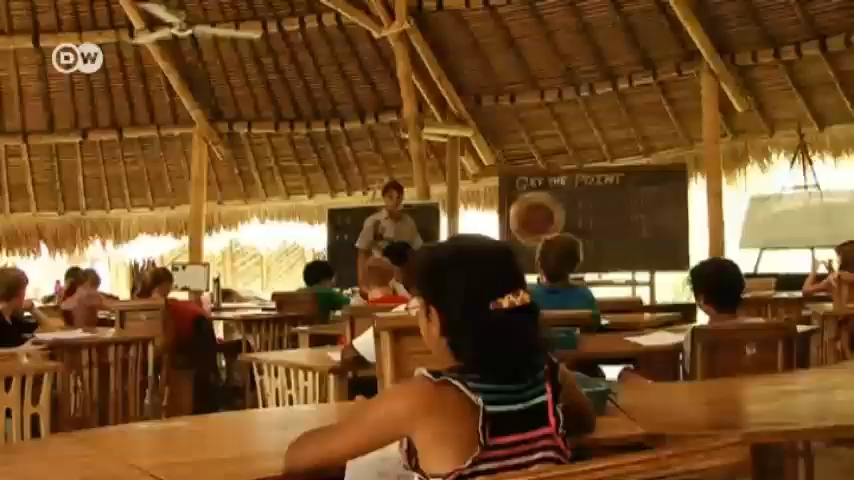 DW
GET THE POINT